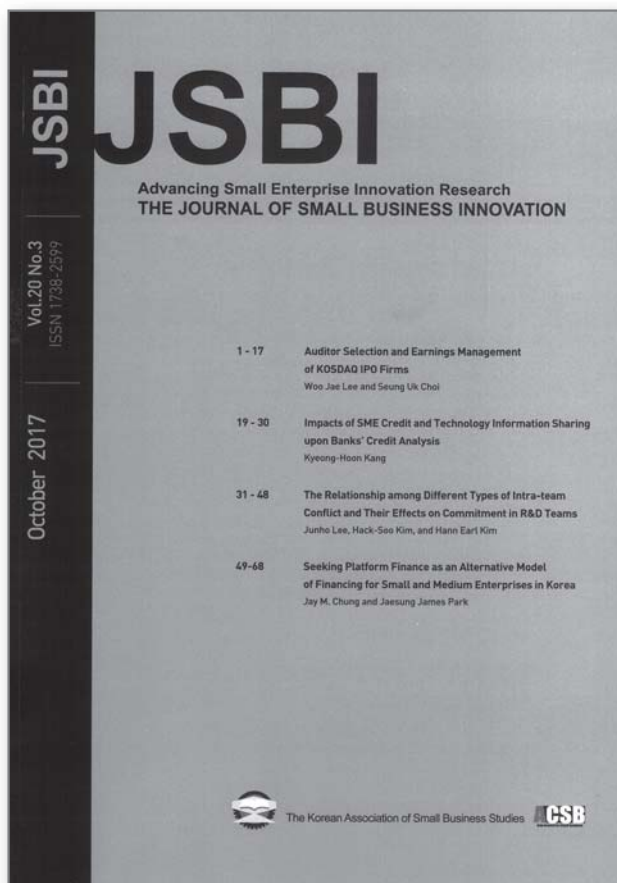 JSBI
Vol.20 No.3
ISSN 1738-2599
October 2017
JSBI
Advancing Small Enterprise Innovation Research
THE JOURNAL OF SMALL BUSINESS INNOVATION
1 - 17 Auditor Selection and Earnings Management
of KOSDAQ IPO Firms
Woo Jae Lee and Seung Uk Choi
19 - 30 Impacts of SME Credit and Technology Information Sharing
upon Banks' Credit Analysis
Kyeong-Hoon Kang
31 - 48 The Relationship among Different Types of Intra-team
Conflict and Their Effects on Commitment in R&D Teams
Junho Lee, Hack-Soo Kim, and Hann Earl Kim
49-68 Seeking Platform Finance as an Alternative Model
of Financing for Small and Medium Enterprises in Korea
Jay M. Chung and Jaesung James Park
The Korean Association of Small Business Studies
ACSB